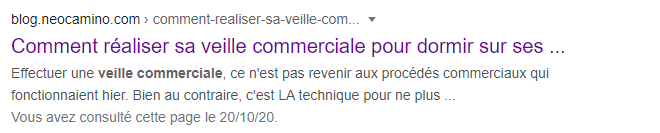 blog.neocamino.com › comment-realiser-sa-veille-com...
Comment réaliser sa veille commerciale pour dormir sur ses ...
Effectuer une veille commerciale, ce n'est pas revenir aux procédés commerciaux qui
fonctionnaient hier. Bien au contraire, c'est LA technique pour ne plus ...
Vous avez consulté cette page le 20/10/20.